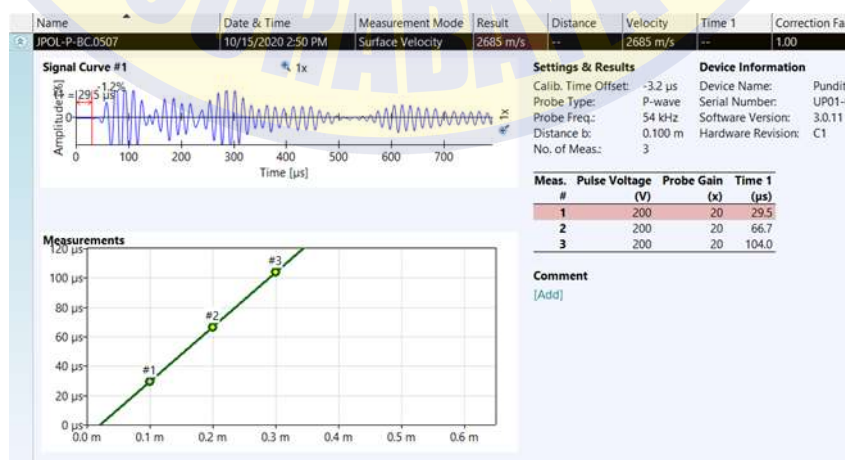 Name Date & Time Measurement Mode Result Distance Velocity Time 1 Correction Fa
JPOL-P-BC.0507 10/15/2020 2:50 PM Surface Velocity 2685 m/s -- 2685 m/s -- 1.00
Signal Curve #1 1x
t1 = 29.5 µs -1.2%
Amplitude [%]
0
1x
0 100 200 300 400 500 600 700
Time [µs]
Settings & Results
Calib. Time Offset: -3.2 µs
Probe Type: P-wave
Probe Freq.: 54 kHz
Distance b: 0.100 m
No. of Meas.: 3
Device Information
Device Name: Pundit
Serial Number: UP01-
Software Version: 3.0.11
Hardware Revision: C1
Meas. Pulse Voltage Probe Gain Time 1
# (V) (x) (µs)
1 200 20 29.5
2 200 20 66.7
3 200 20 104.0
Comment
[Add]
Measurements
120 µs
100 µs
80 µs
60 µs
40 µs
20 µs
0 µs
#3
#2
#1
0.0 m 0.1 m 0.2 m 0.3 m 0.4 m 0.5 m 0.6 m
SURABAYA